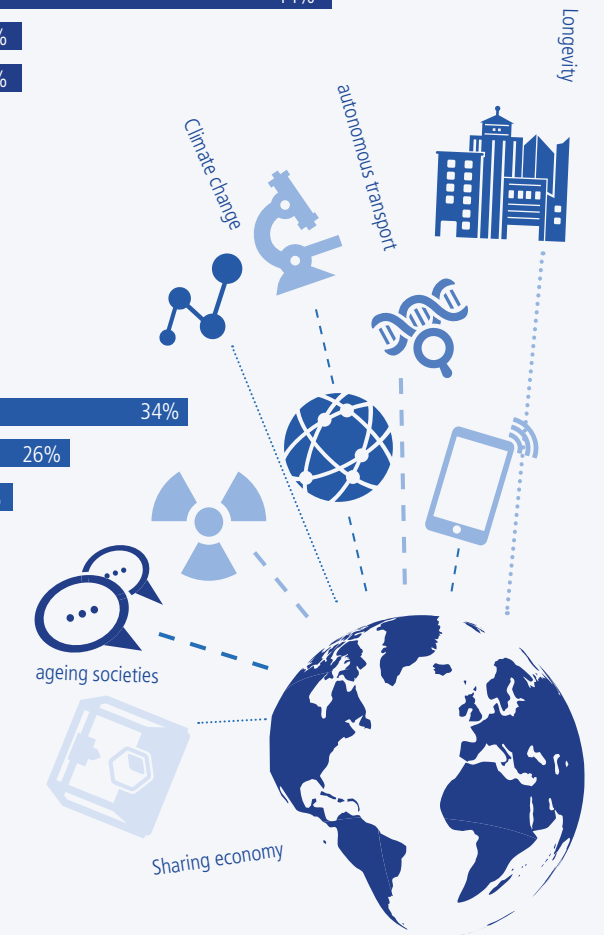 %
%
Longevity
autonomous transport
Climate change
34%
26%
ageing societies
Sharing economy